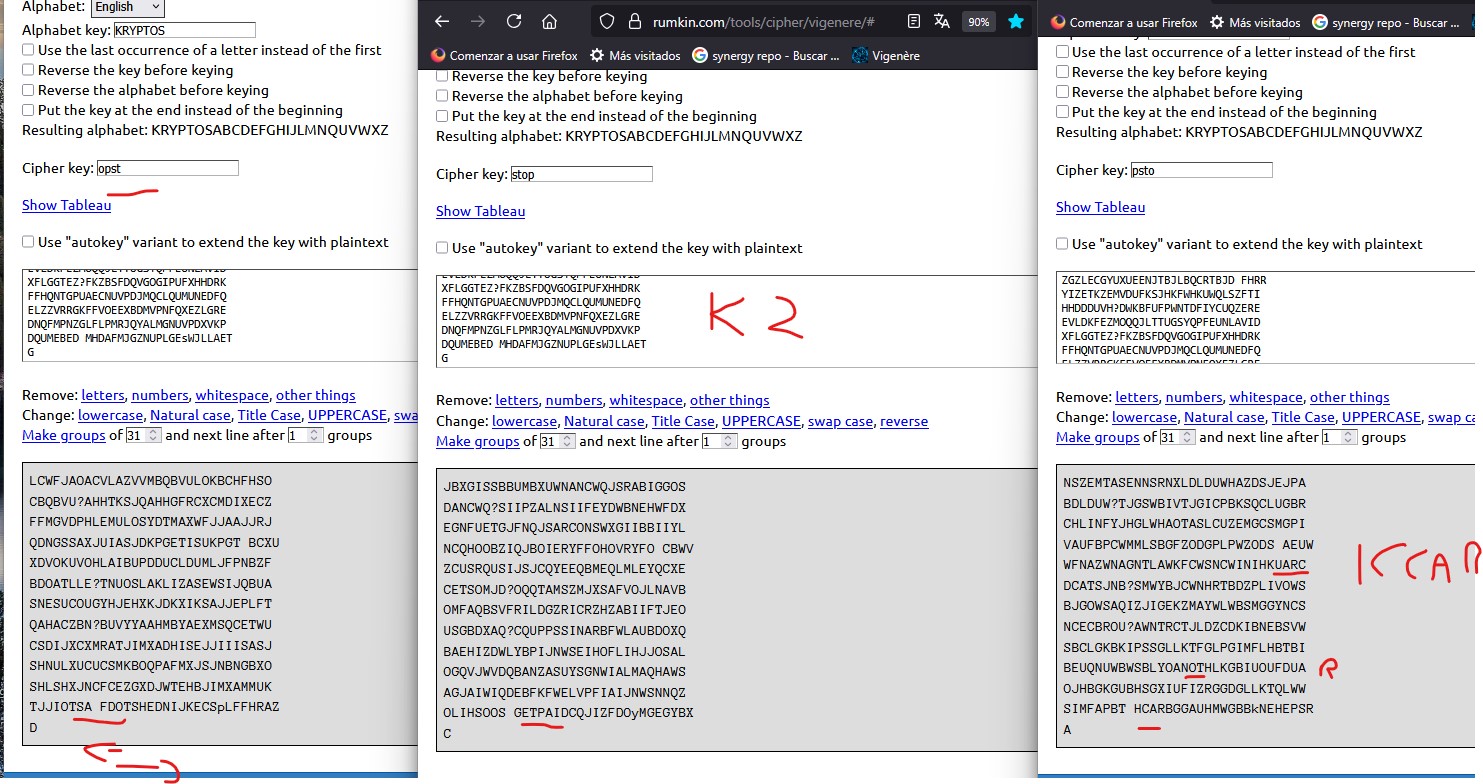 Alphabet: English
Alphabet key: KRYPTOS
Use the last occurrence of a letter instead of the first
Reverse the key before keying
Reverse the alphabet before keying
Put the key at the end instead of the beginning
Resulting alphabet: KRYPTOSABCDEFGHIJLMNQUVWXZ
Cipher key: opst
Show Tableau
Use "autokey" variant to extend the key with plaintext
XFLGGTEZ?FKZBSFDQVGOGIPUFXHHDRK
FFHQNTGPUAECNUVPDJMQCLQUMUNEDFQ
ELZZVRRGKFFVOEEXBDMVPNFQXEZLGRE
DNQFMPNZGLFLPMRJQYALMGNUVPDXVKP
DQUMEBED MHDAFMJGZNUPLGEsWJLLAET
G
Remove: letters, numbers, whitespace, other things
Change: lowercase, Natural case, Title Case, UPPERCASE, swa
Make groups of 31 and next line after 1 groups
LCWFJAOACVLAZVVMBQBVULOKBCHFHSO
CBQBVU?AHHTKSJQAHHGFRCXCMDIXECZ
FFMGVDPHLEMULOSYDTMAXWFJJAAJJRJ
QDNGSSAXJUIASJDKPGETISUKPGT BCXU
XDVOKUVOHLAIBUPDDUCLDUMLJFPNBZF
BDOATLLE?TNUOSLAKLIZASEWSIJQBUA
SNESUCOUGYHJEHXKJDKXIKSAJJEPLFT
QAHACZBN?BUVYYAAHMBYAEXMSQCETWU
CSDIJXCXMRATJIMXADHISEJJIIISASJ
SHNULXUCUCSMKBOQPAFMXJSJNBNGBXO
SHLSHXJNCFCEZGXDJWTEHBJIMXAMMUK
TJJIOTSA FDOTSHEDNIJKECSpLFFHRAZ
D
rumkin.com/tools/cipher/vigenere/#
90%
Comenzar a usar Firefox Más visitados synergy repo - Buscar ... Vigenère
Reverse the key before keying
Reverse the alphabet before keying
Put the key at the end instead of the beginning
Resulting alphabet: KRYPTOSABCDEFGHIJLMNQUVWXZ
Cipher key: stop
Show Tableau
Use "autokey" variant to extend the key with plaintext
XFLGGTEZ?FKZBSFDQVGOGIPUFXHHDRK
FFHQNTGPUAECNUVPDJMQCLQUMUNEDFQ
ELZZVRRGKFFVOEEXBDMVPNFQXEZLGRE
DNQFMPNZGLFLPMRJQYALMGNUVPDXVKP
DQUMEBED MHDAFMJGZNUPLGEsWJLLAET
G
K2
Remove: letters, numbers, whitespace, other things
Change: lowercase, Natural case, Title Case, UPPERCASE, swap case, reverse
Make groups of 31 and next line after 1 groups
JBXGISSBBUMBXUWNANCWQJSRABIGGOS
DANCWQ?SIIPZALNSIIFEYDWBNEHWFDX
EGNFUETGJFNQJSARCONSWXGIIBBIIYL
NCQHOOBZIQJBOIERYFFOHOVRYFO CBWV
ZCUSRQUSIJSJCQYEEQBMEQLMLEYQCXE
CETSOMJD?OQQTAMSZMJXSAFVOJLNAVB
OMFAQBSVFRILDGZRICRZHZABIIFTJEO
USGBDXAQ?CQUPPSSINARBFWLAUBDOXQ
BAEHIZDWLYBPIJNWSEIHOFLIHJJOSAL
OGQVJWVDQBANZASUYSGNWIALMAQHAWS
AGJAIWIQDEBFKFWELVPFIAIJNWSNNQZ
OLIHSOOS GETPAIDCQJIZFDOyMGEGYBX
C
Comenzar a usar Firefox Más visitados synergy repo - Buscar ...
Use the last occurrence of a letter instead of the first
Reverse the key before keying
Reverse the alphabet before keying
Put the key at the end instead of the beginning
Resulting alphabet: KRYPTOSABCDEFGHIJLMNQUVWXZ
Cipher key: psto
Show Tableau
Use "autokey" variant to extend the key with plaintext
ZGZLECGYUXUEENJTBJLBQCRTBJD FHRR
YIZETKZEMVDUFKSJHKFWHKUWQLSZFTI
HHDDDUVH?DWKBFUFPWNTDFIYCUQZERE
EVLDKFEZMOQQJLTTUGSYQPFEUNLAVID
XFLGGTEZ?FKZBSFDQVGOGIPUFXHHDRK
FFHQNTGPUAECNUVPDJMQCLQUMUNEDFQ
Remove: letters, numbers, whitespace, other things
Change: lowercase, Natural case, Title Case, UPPERCASE, swap ca
Make groups of 31 and next line after 1 groups
NSZEMTASENNSRNXLDLDUWHAZDSJEJPA
BDLDUW?TJGSWBIVTJGICPBKSQCLUGBR
CHLINFYJHGLWHAOTASLCUZEMGCSMGPI
VAUFBPCWMMLSBGFZODGPLPWZODS AEUW
WFNAZWNAGNTLAWKFCWSNCWINIHKUARC
DCATSJNB?SMWYBJCWNHRTBDZPLIVOWS
BJGOWSAQIZJIGEKZMAYWLWBSMGGYNCS
NCECBROU?AWNTRCTJLDZCDKIBNEBSVW
SBCLGKBKIPSSGLLKTFGLPGIMFLHBTBI
BEUQNUWBWSBLYOANOTHLKGBIUOUFDUA
OJHBGKGUBHSGXIUFIZRGGDGLLKTQLWW
SIMFAPBT HCARBGGAUHMWGBBkNEHEPSR
A
R